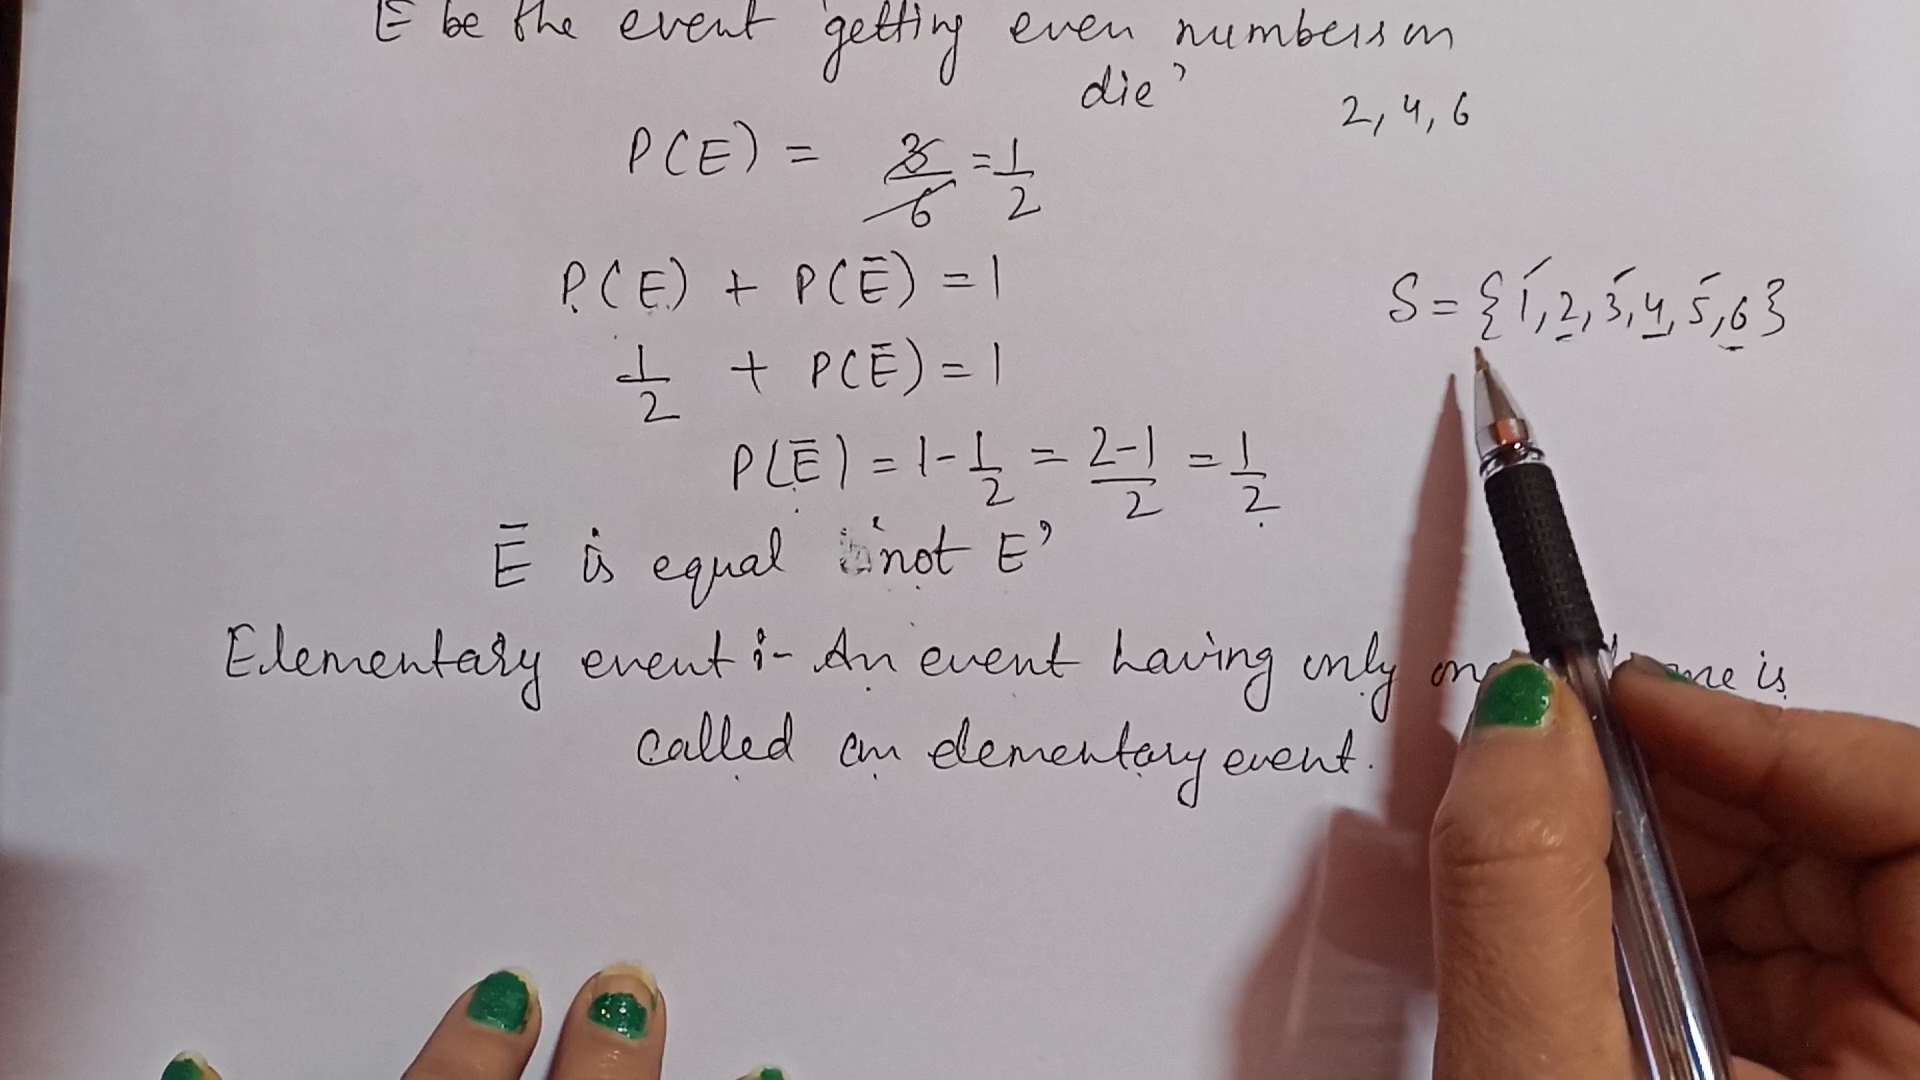 E be the event 'getting even numbers on
die'
2, 4, 6
P(E) = 3/6 = 1/2
P(E) + P(Ē) = 1
S = {1, 2, 3, 4, 5, 6}
1/2 + P(Ē) = 1
P(Ē) = 1 - 1/2 = 2-1/2 = 1/2
Ē is equal 'not E'
Elementary event :- An event having only is
called an elementary event.